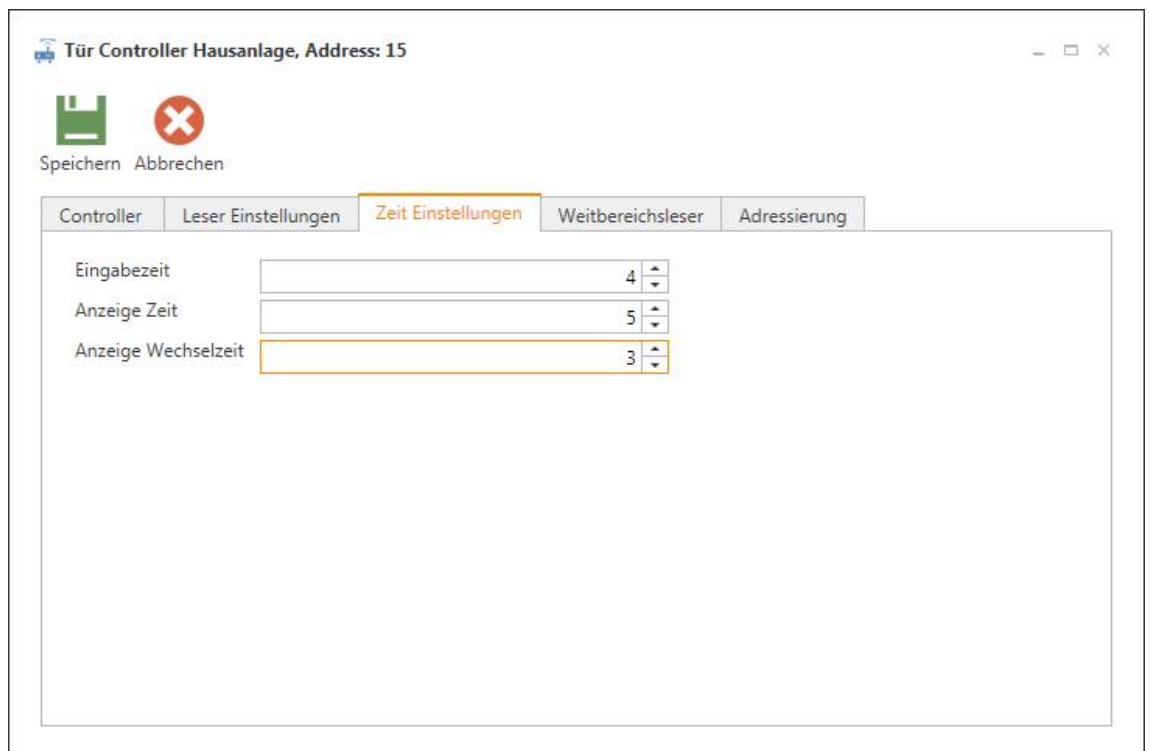 Tür Controller Hausanlage, Address: 15
Speichern Abbrechen
Controller Leser Einstellungen Zeit Einstellungen Weitbereichsleser Adressierung
Eingabezeit 4
Anzeige Zeit 5
Anzeige Wechselzeit 3